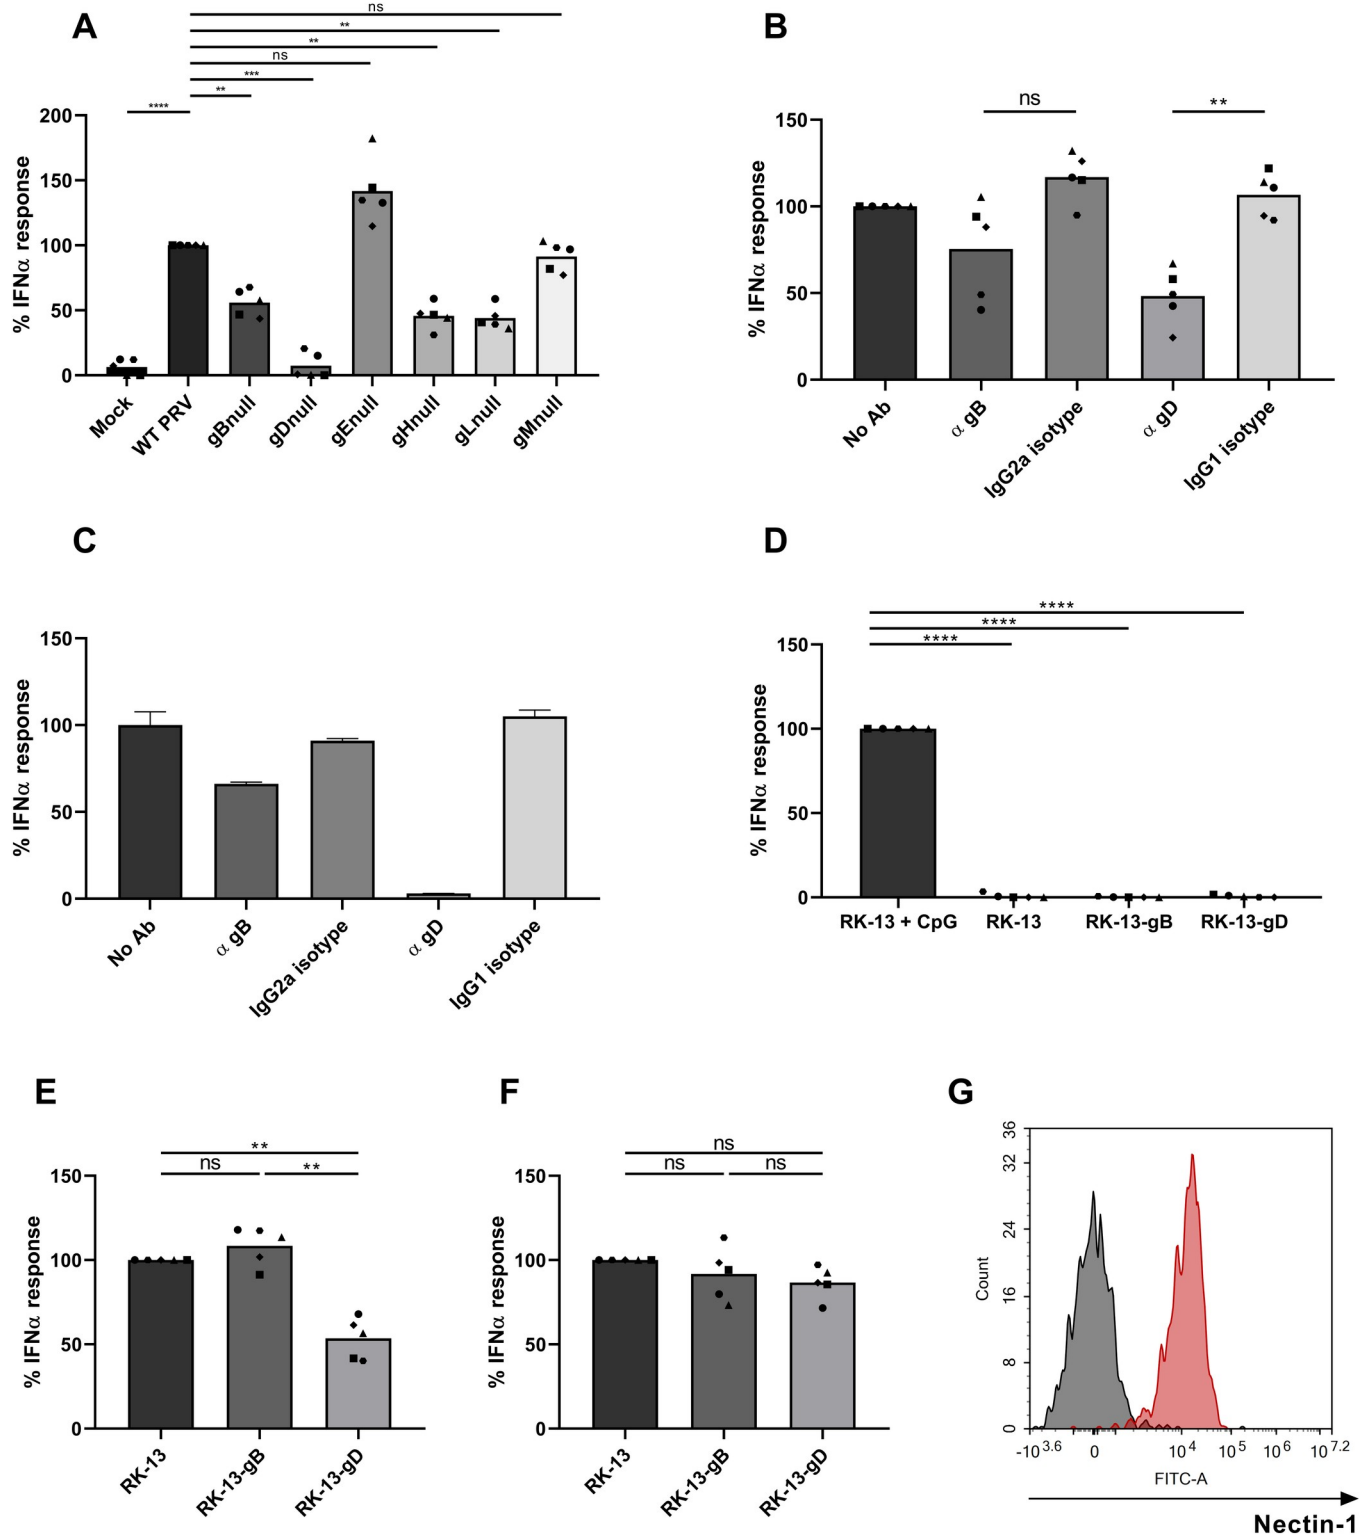 A
ns
**
**
ns
***
**
****
200
150
100
50
0
% IFNα response
Mock
WT PRV
gBnull
gDnull
gEnull
gHnull
gLnull
gMnull
B
ns
**
150
100
50
0
% IFNα response
No Ab
α gB
IgG2a isotype
α gD
IgG1 isotype
C
150
100
50
0
% IFNα response
No Ab
α gB
IgG2a isotype
α gD
IgG1 isotype
D
****
****
****
150
100
50
0
% IFNα response
RK-13 + CpG
RK-13
RK-13-gB
RK-13-gD
E
**
ns
**
150
100
50
0
% IFNα response
RK-13
RK-13-gB
RK-13-gD
F
ns
ns
ns
150
100
50
0
% IFNα response
RK-13
RK-13-gB
RK-13-gD
G
36
32
24
16
8
0
Count
-10^3.6 0 10^4 10^5 10^6 10^7.2
FITC-A
Nectin-1